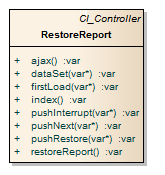 CI_Controller
RestoreReport
+ ajax() :var
+ dataSet(var*) :var
+ firstLoad(var*) :var
+ index() :var
+ pushInterrupt(var*) :var
+ pushNext(var*) :var
+ pushRestore(var*) :var
+ restoreReport() :var